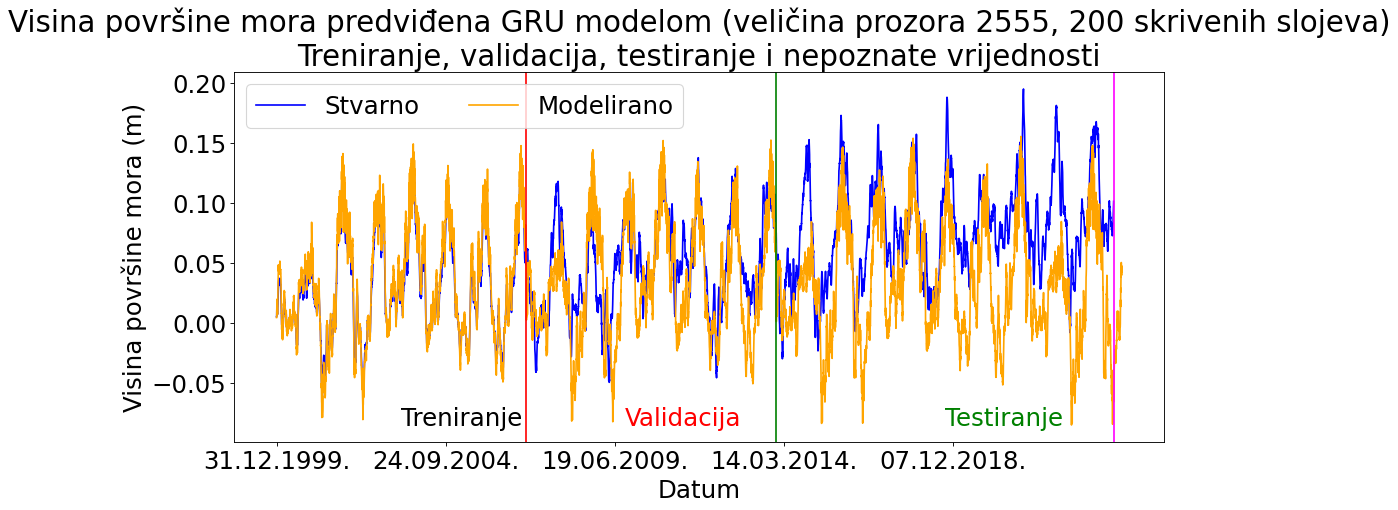 Visina površine mora predviđena GRU modelom (veličina prozora 2555, 200 skrivenih slojeva)
Treniranje, validacija, testiranje i nepoznate vrijednosti
Stvarno
Modelirano
Visina površine mora (m)
0.20
0.15
0.10
0.05
0.00
−0.05
Treniranje
Validacija
Testiranje
31.12.1999.
24.09.2004.
19.06.2009.
14.03.2014.
07.12.2018.
Datum